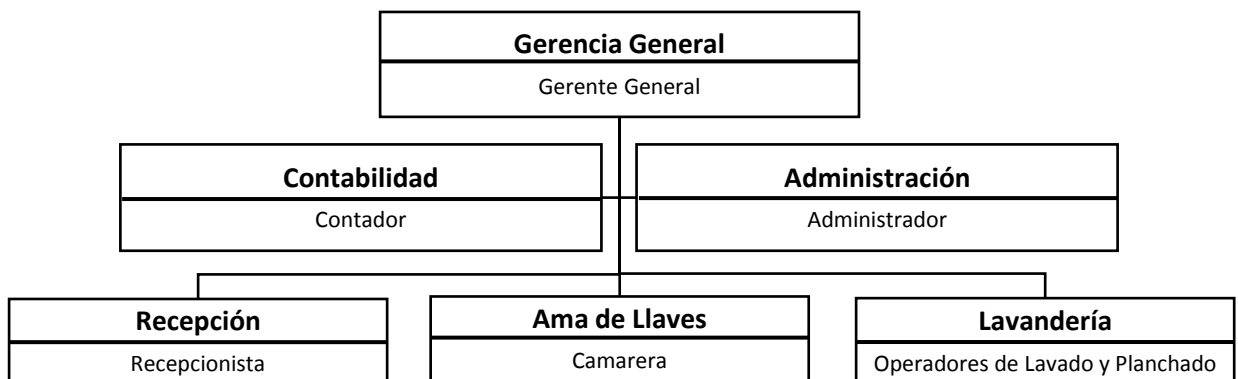 Gerencia General
Gerente General
Contabilidad
Contador
Administración
Administrador
Recepción
Recepcionista
Ama de Llaves
Camarera
Lavandería
Operadores de Lavado y Planchado